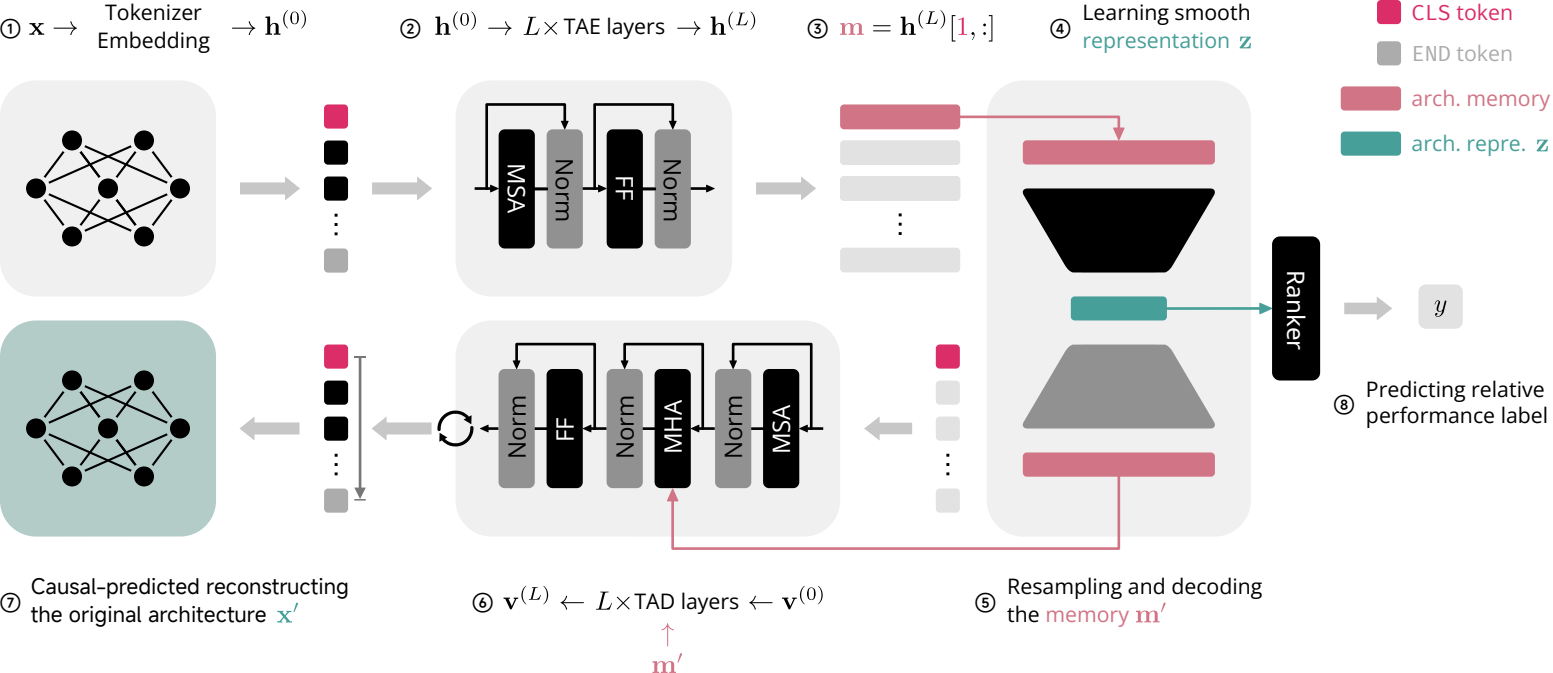 ① x → Tokenizer Embedding → h^(0)
② h^(0) → L× TAE layers → h^(L)
③ m = h^(L)[1,:]
④ Learning smooth
representation z
CLS token
END token
arch. memory
arch. repre. z
MSA
Norm
FF
Norm
Ranker
y
Norm
FF
Norm
MHA
Norm
MSA
⑧ Predicting relative
performance label
⑦ Causal-predicted reconstructing
the original architecture x′
⑥ v^(L) ← L×TAD layers ← v^(0)
↑
m′
⑤ Resampling and decoding
the memory m′